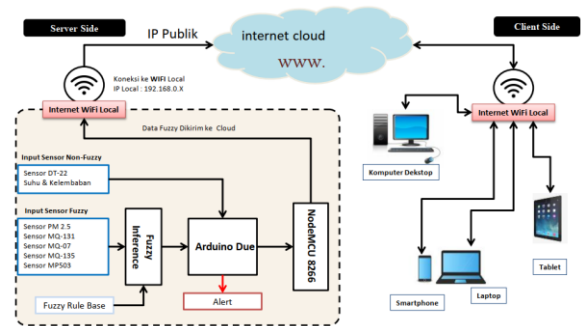 Server Side
Client Side
IP Publik
internet cloud
www.
Koneksi ke WIFI Local
IP Local : 192.168.0.X
Internet WiFi Local
Internet WiFi Local
Data Fuzzy Dikirim ke Cloud
Input Sensor Non-Fuzzy
Sensor DT-22
Suhu & Kelembaban
Input Sensor Fuzzy
Sensor PM 2.5
Sensor MQ-131
Sensor MQ-07
Sensor MQ-135
Sensor MP503
Fuzzy
Inference
Arduino Due
NodeMCU 8266
Alert
Fuzzy Rule Base
Komputer Dekstop
Smartphone
Laptop
Tablet